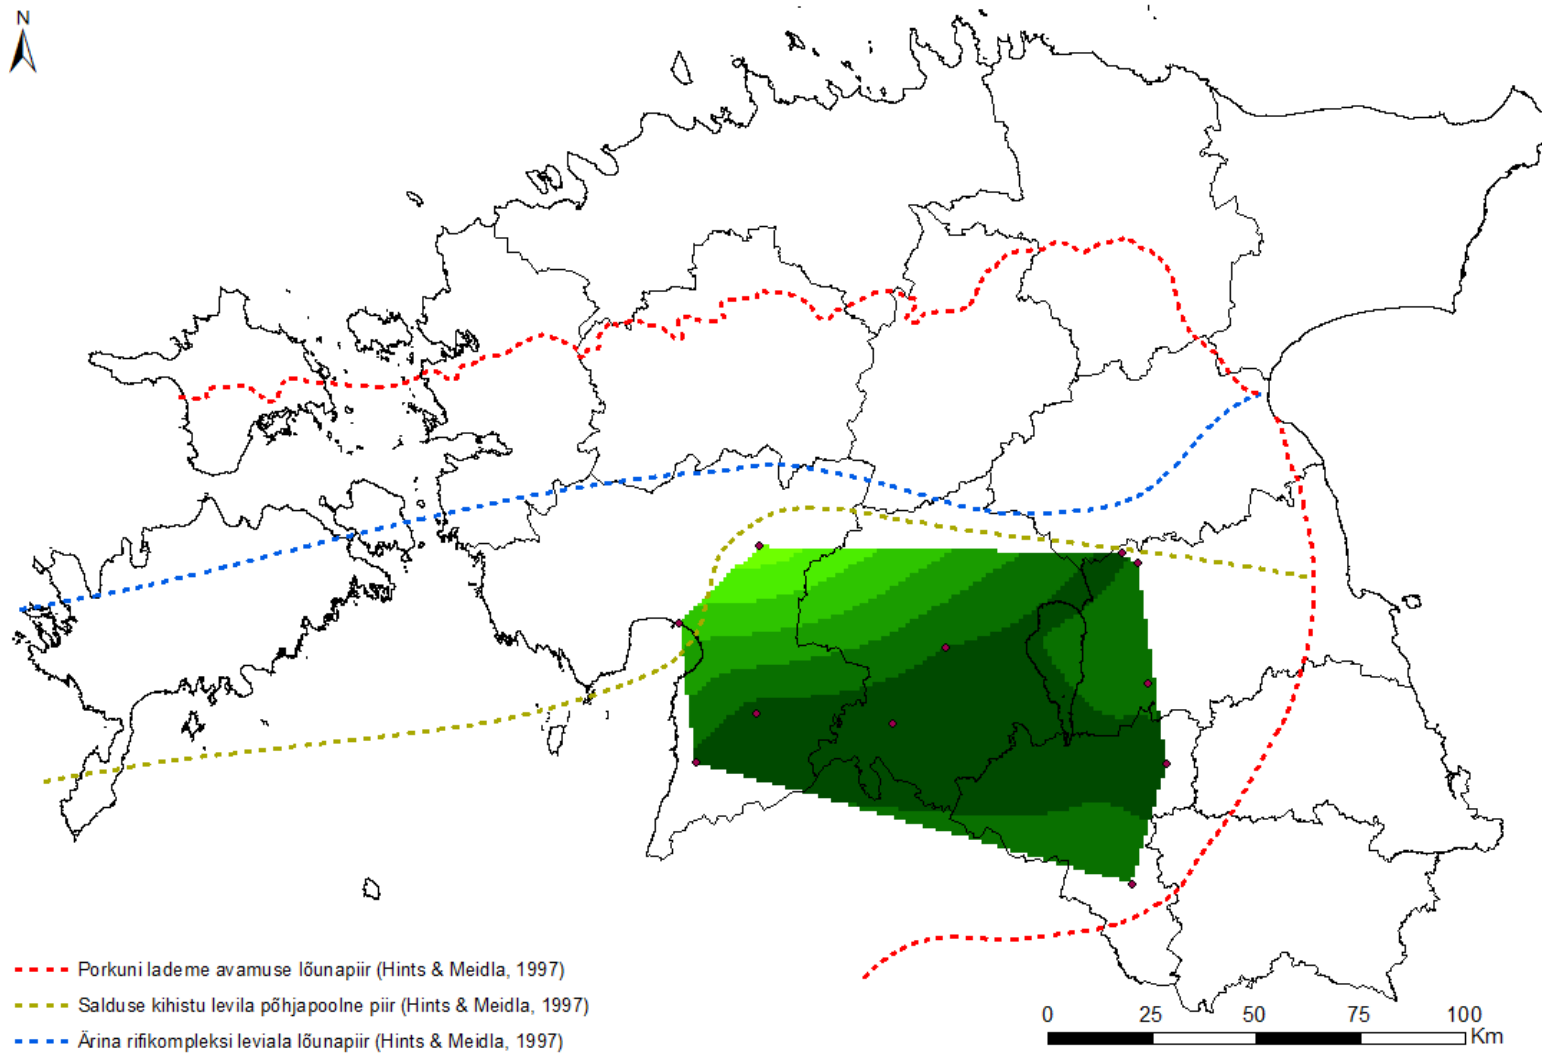 N
Porkuni lademe avamuse lõunapiir (Hints & Meidla, 1997)
Salduse kihistu levila põhjapoolne piir (Hints & Meidla, 1997)
Ärina rifikompleksi leviala lõunapiir (Hints & Meidla, 1997)
0 25 50 75 100
Km